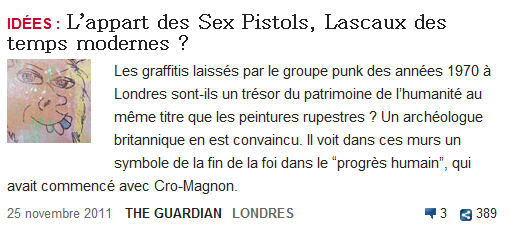 IDÉES : L'appart des Sex Pistols, Lascaux des
temps modernes ?
Les graffitis laissés par le groupe punk des années 1970 à
Londres sont-ils un trésor du patrimoine de l'humanité au
même titre que les peintures rupestres ? Un archéologue
britannique en est convaincu. Il voit dans ces murs un
symbole de la fin de la foi dans le “progrès humain”, qui
avait commencé avec Cro-Magnon.
25 novembre 2011 THE GUARDIAN LONDRES 3 389